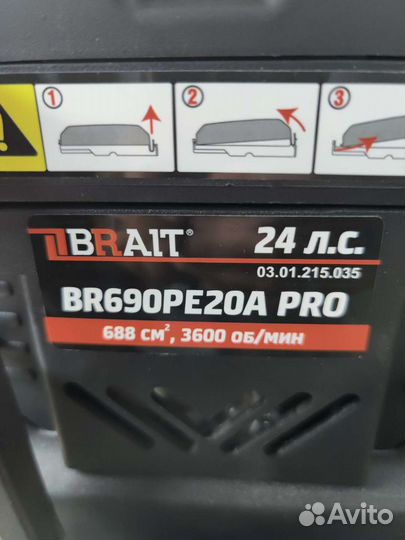 1
2
3
BRAIT®
24 Л.С.
03.01.215.035
BR690PE20A PRO
688 СМ², 3600 ОБ/МИН
Avito